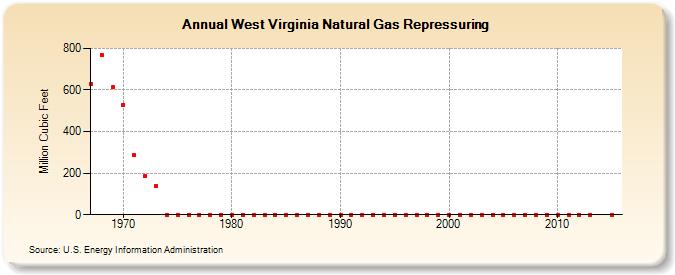 Annual West Virginia Natural Gas Repressuring
Million Cubic Feet
800
600
400
200
0
1970 1980 1990 2000 2010
Source: U.S. Energy Information Administration